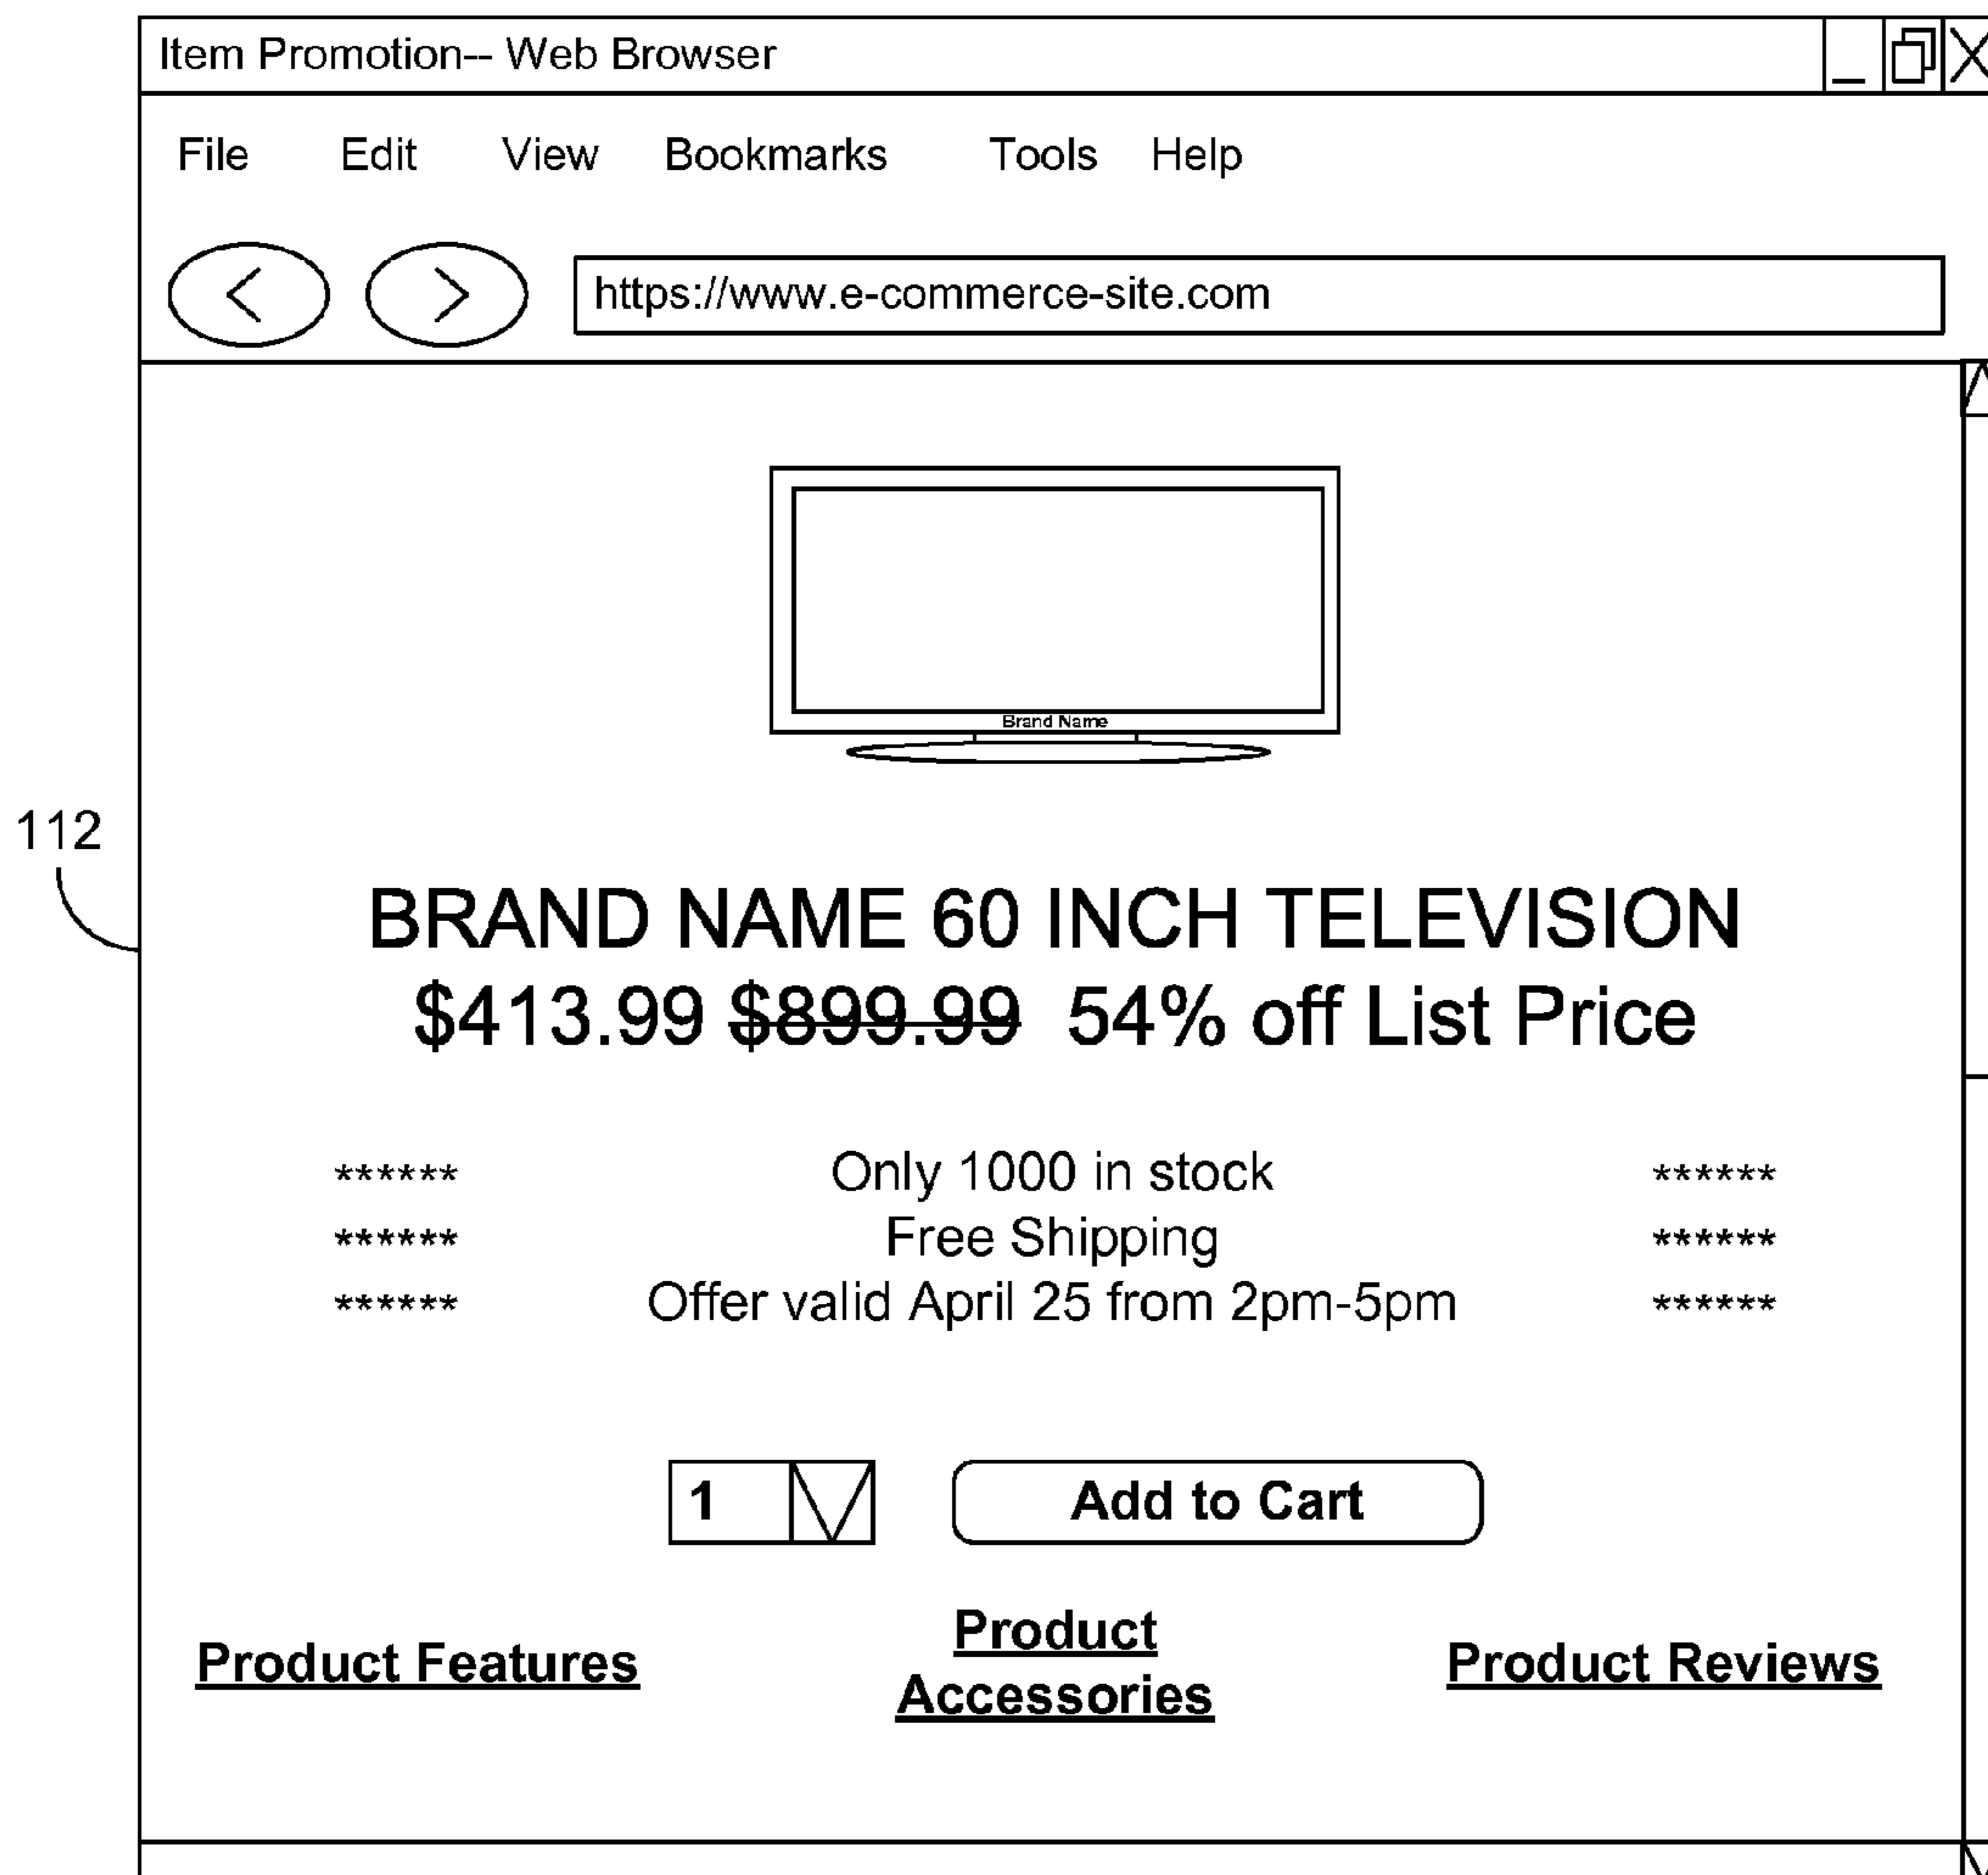 Item Promotion-- Web Browser
File Edit View Bookmarks Tools Help
https://www.e-commerce-site.com
Brand Name
112
BRAND NAME 60 INCH TELEVISION
$413.99 $899.99 54% off List Price
****** Only 1000 in stock ******
****** Free Shipping ******
****** Offer valid April 25 from 2pm-5pm ******
1 Add to Cart
Product Features Product Accessories Product Reviews